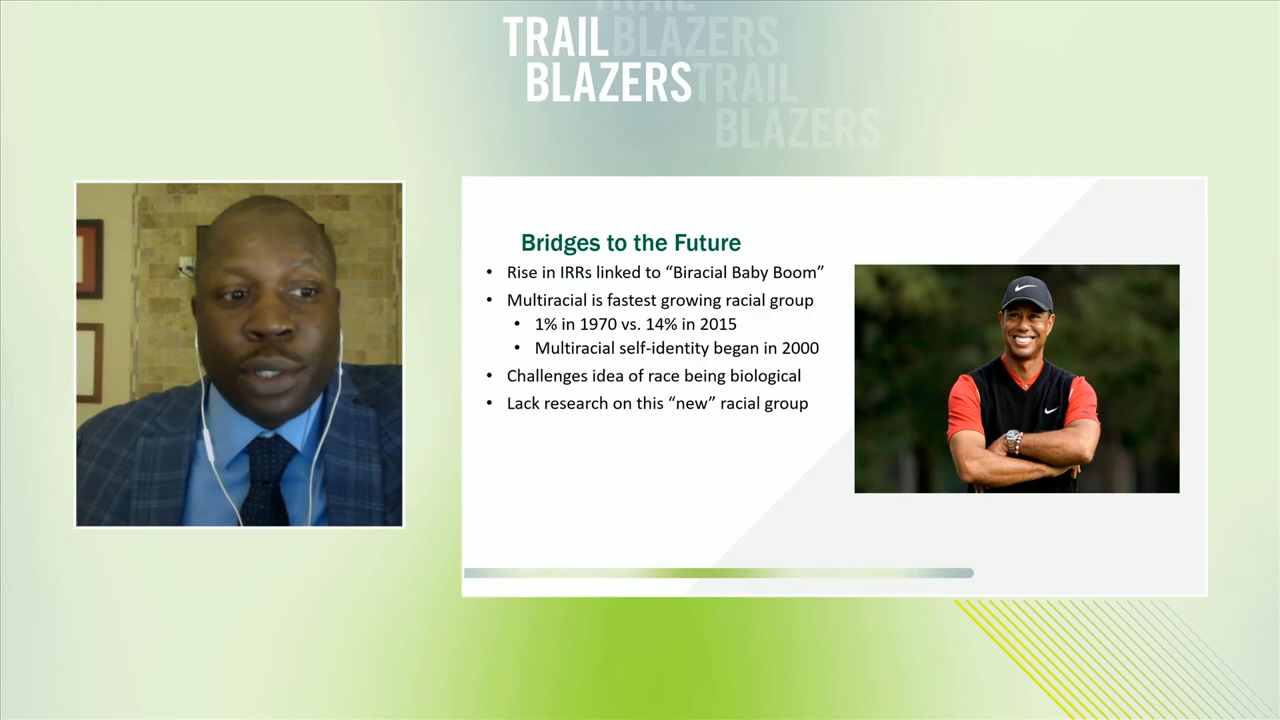 TRAIL
TRAILBLAZERS
BLAZERSTRAIL
BLAZERS
Bridges to the Future
• Rise in IRRs linked to “Biracial Baby Boom”
• Multiracial is fastest growing racial group
• 1% in 1970 vs. 14% in 2015
• Multiracial self-identity began in 2000
• Challenges idea of race being biological
• Lack research on this “new” racial group